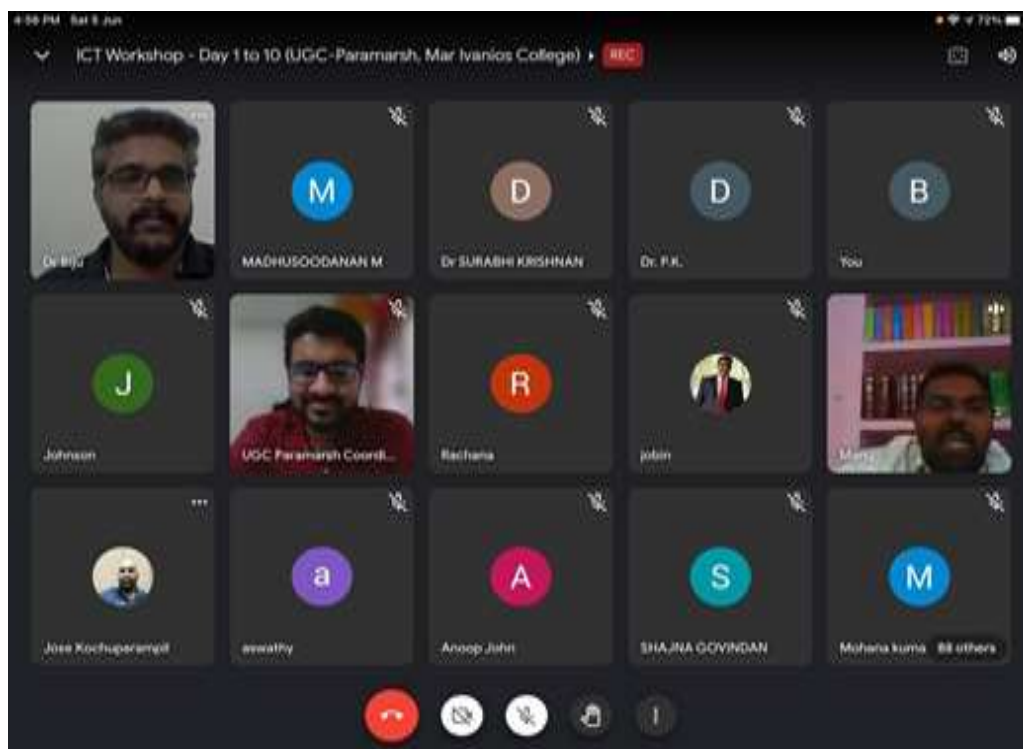 4:56 PM Sat 5 Jun
72%
ICT Workshop - Day 1 to 10 (UGC-Paramarsh, Mar Ivanios College)
REC
Dr Biju
M
MADHUSOODANAN M
D
Dr SURABHI KRISHNAN
D
Dr. P.K.
B
You
J
Johnson
UGC Paramarsh Coordi...
R
Rachana
jobin
Jose Kochuparampil
a
aswathy
A
Anoop John
S
SHAJNA GOVINDAN
M
Mohana kuma
88 others